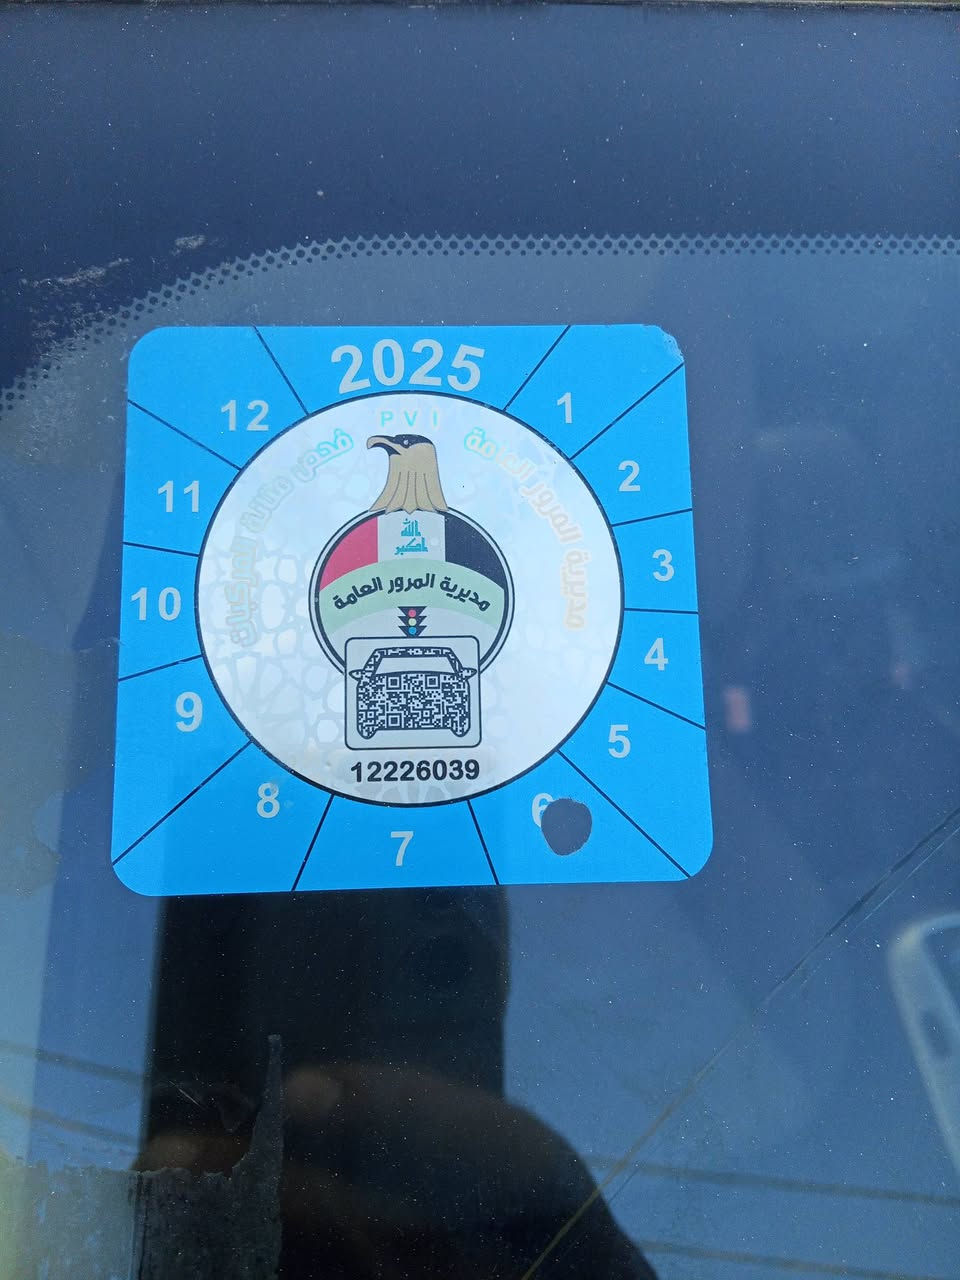 2025
1
2
3
4
5
6
7
8
9
10
11
12
PVI
مديرية المرور العامة
فحص متانة المركبات
الله
اكبر
مديرية المرور العامة
12226039